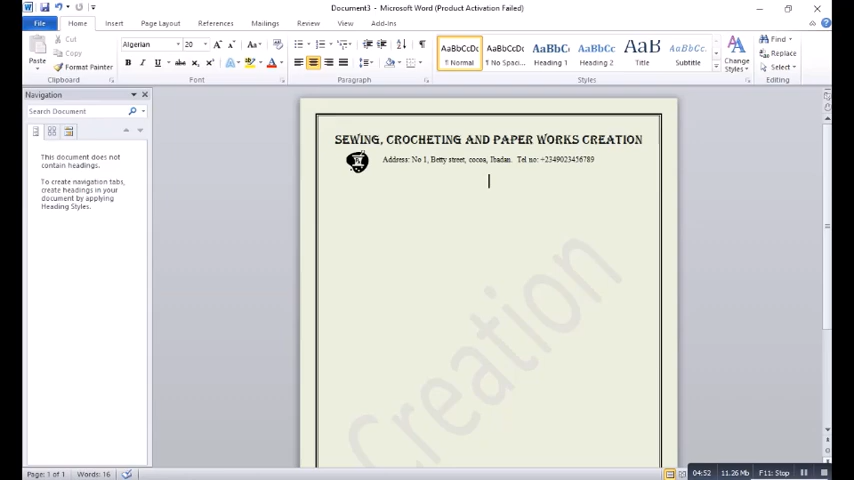 Document3 - Microsoft Word (Product Activation Failed)
File Home Insert Page Layout References Mailings Review View Add-Ins
Paste
Cut
Copy
Format Painter
Clipboard
Algerian 20
Font
Paragraph
AaBbCcDc AaBbCcDc AaBbCc AaBbCc AaB AaBbCc.
¶ Normal ¶ No Spaci... Heading 1 Heading 2 Title Subtitle
Styles
Change Styles
Find
Replace
Select
Editing
Navigation
Search Document
This document does not contain headings.
To create navigation tabs, create headings in your document by applying Heading Styles.
SEWING, CROCHETING AND PAPER WORKS CREATION
Address: No 1, Betty street, cocoa, Ibadan. Tel no: +2349023456789
Creation
Page: 1 of 1 Words: 16
04:52 11.26 Mb F11: Stop